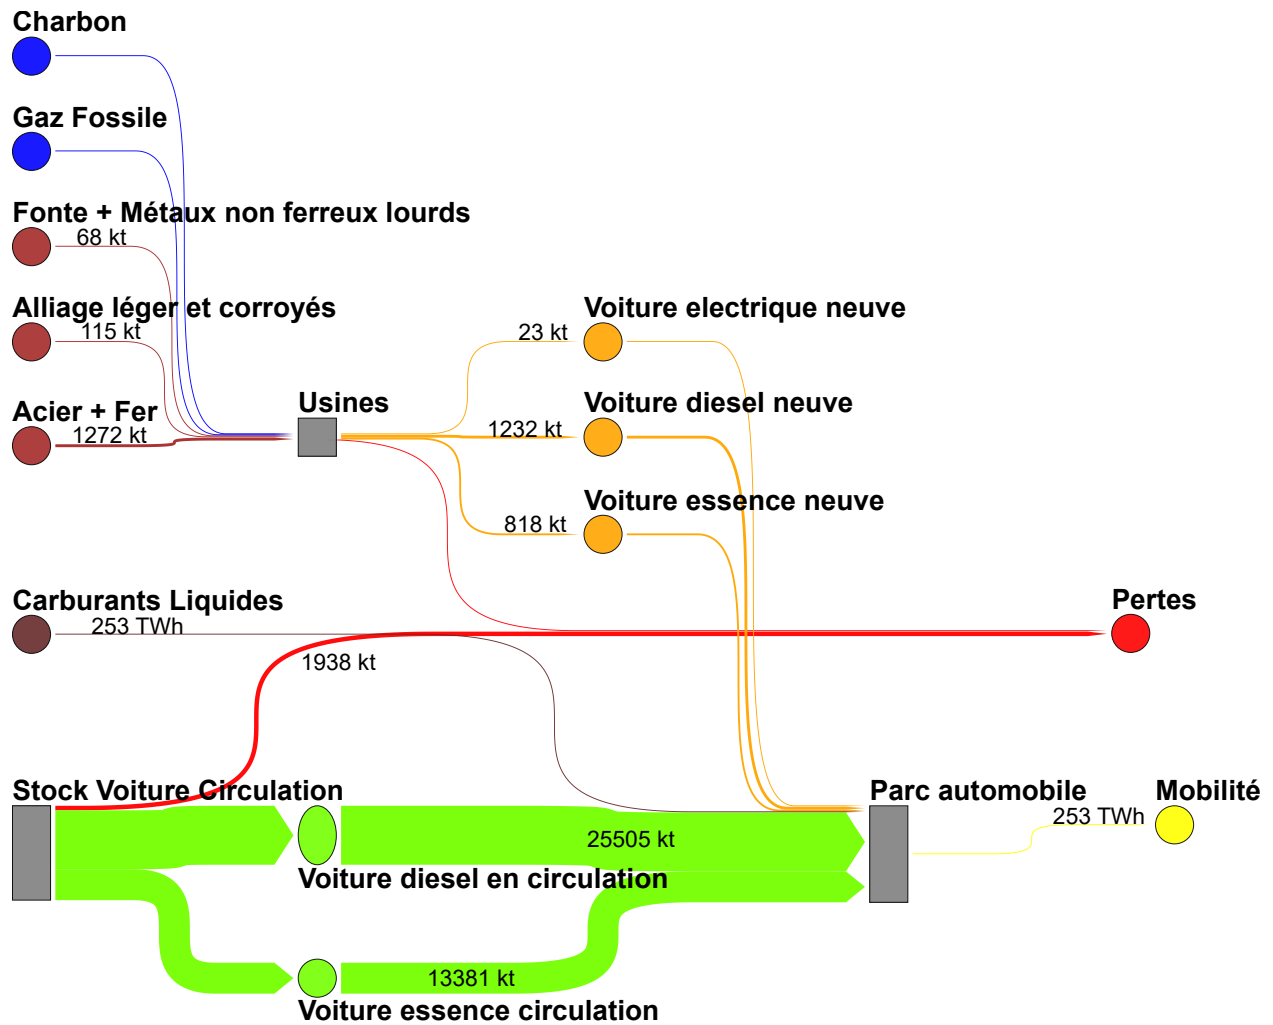 Charbon
Gaz Fossile
Fonte + Métaux non ferreux lourds
68 kt
Alliage léger et corroyés
115 kt
Voiture electrique neuve
23 kt
Acier + Fer
1272 kt
Usines
Voiture diesel neuve
1232 kt
Voiture essence neuve
818 kt
Carburants Liquides
253 TWh
Pertes
1938 kt
Stock Voiture Circulation
Parc automobile
Mobilité
253 TWh
25505 kt
Voiture diesel en circulation
13381 kt
Voiture essence circulation